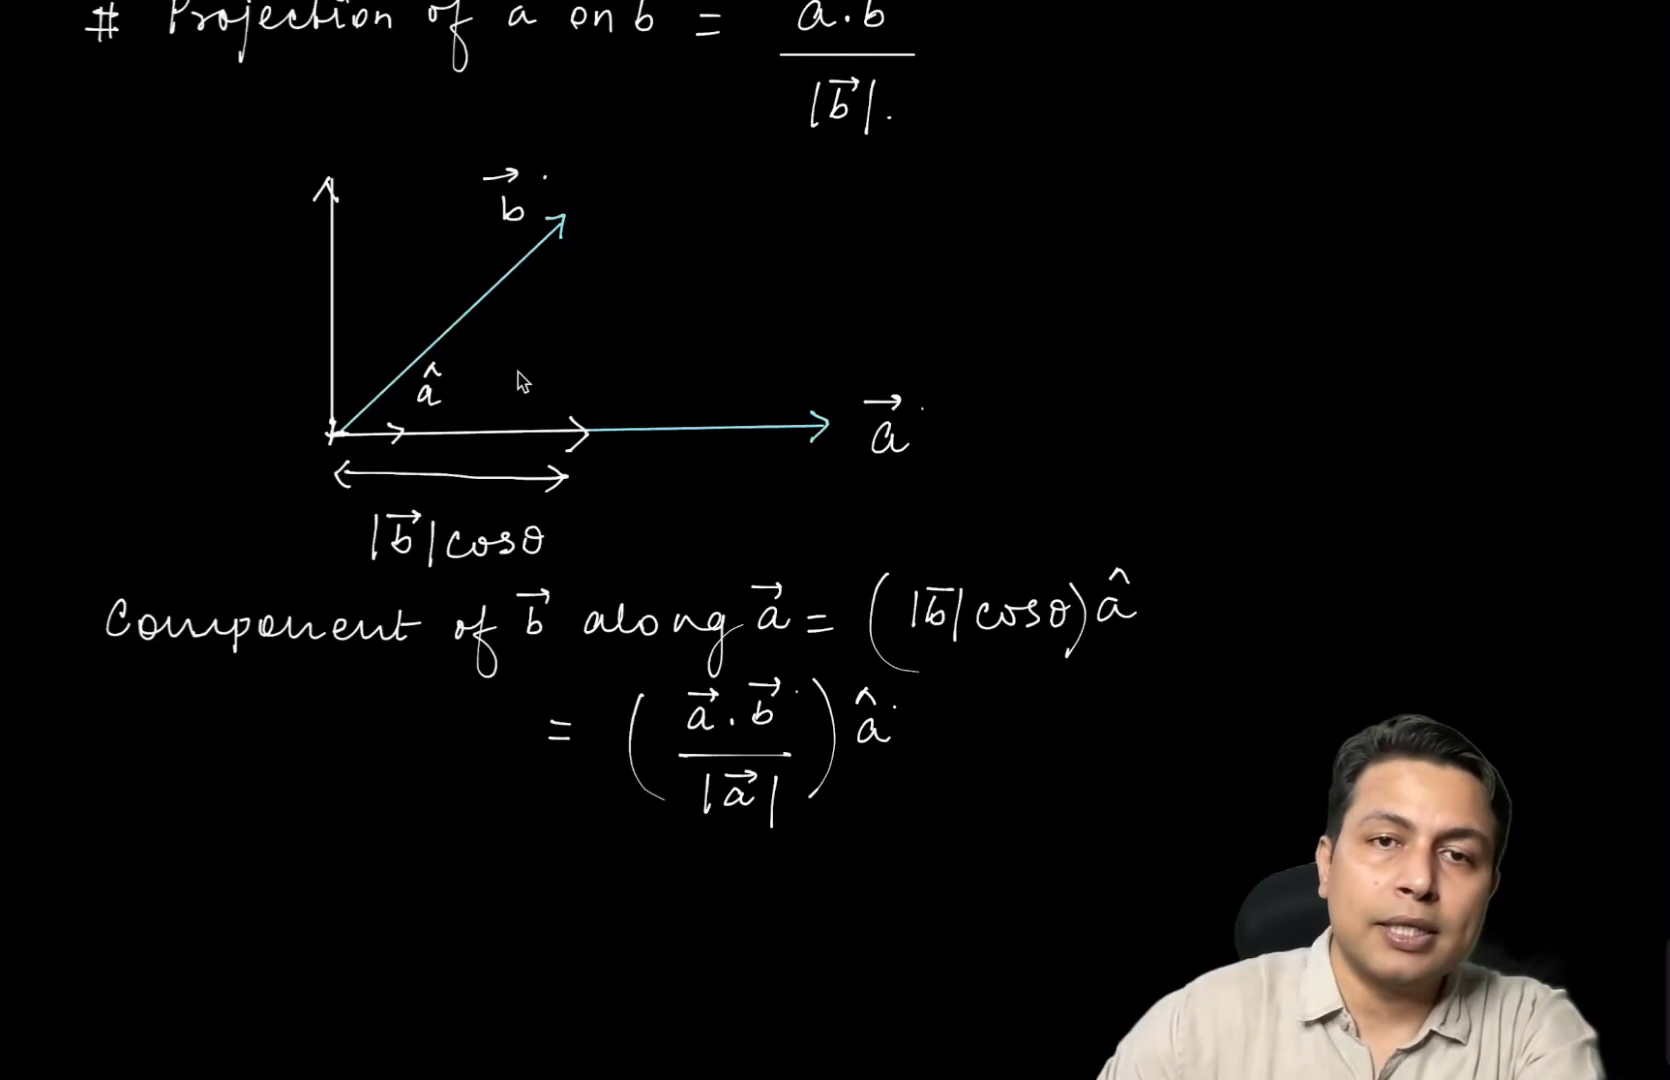 # Projection of a on b = a.b
|b⃗|.
b⃗
â
a⃗
|b⃗|cosθ
Component of b⃗ along a⃗ = (|b̅|cosθ)â
= (a⃗.b⃗ / |a⃗|) â